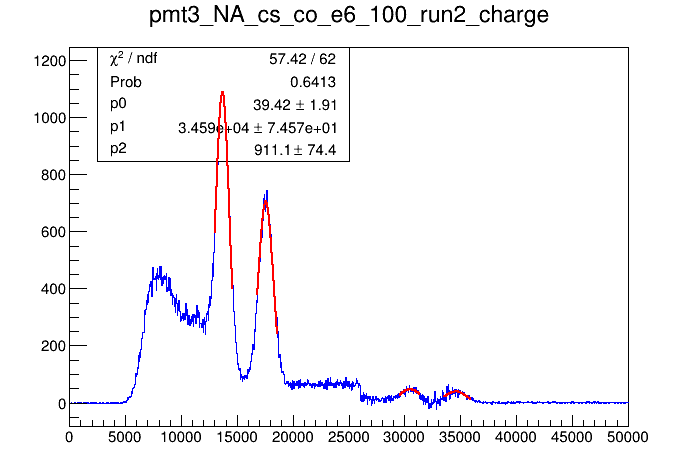 pmt3_NA_cs_co_e6_100_run2_charge
χ² / ndf 57.42 / 62
Prob 0.6413
p0 39.42 ± 1.91
p1 3.459e+04 ± 7.457e+01
p2 911.1 ± 74.4
1200
1000
800
600
400
200
0
0 5000 10000 15000 20000 25000 30000 35000 40000 45000 50000